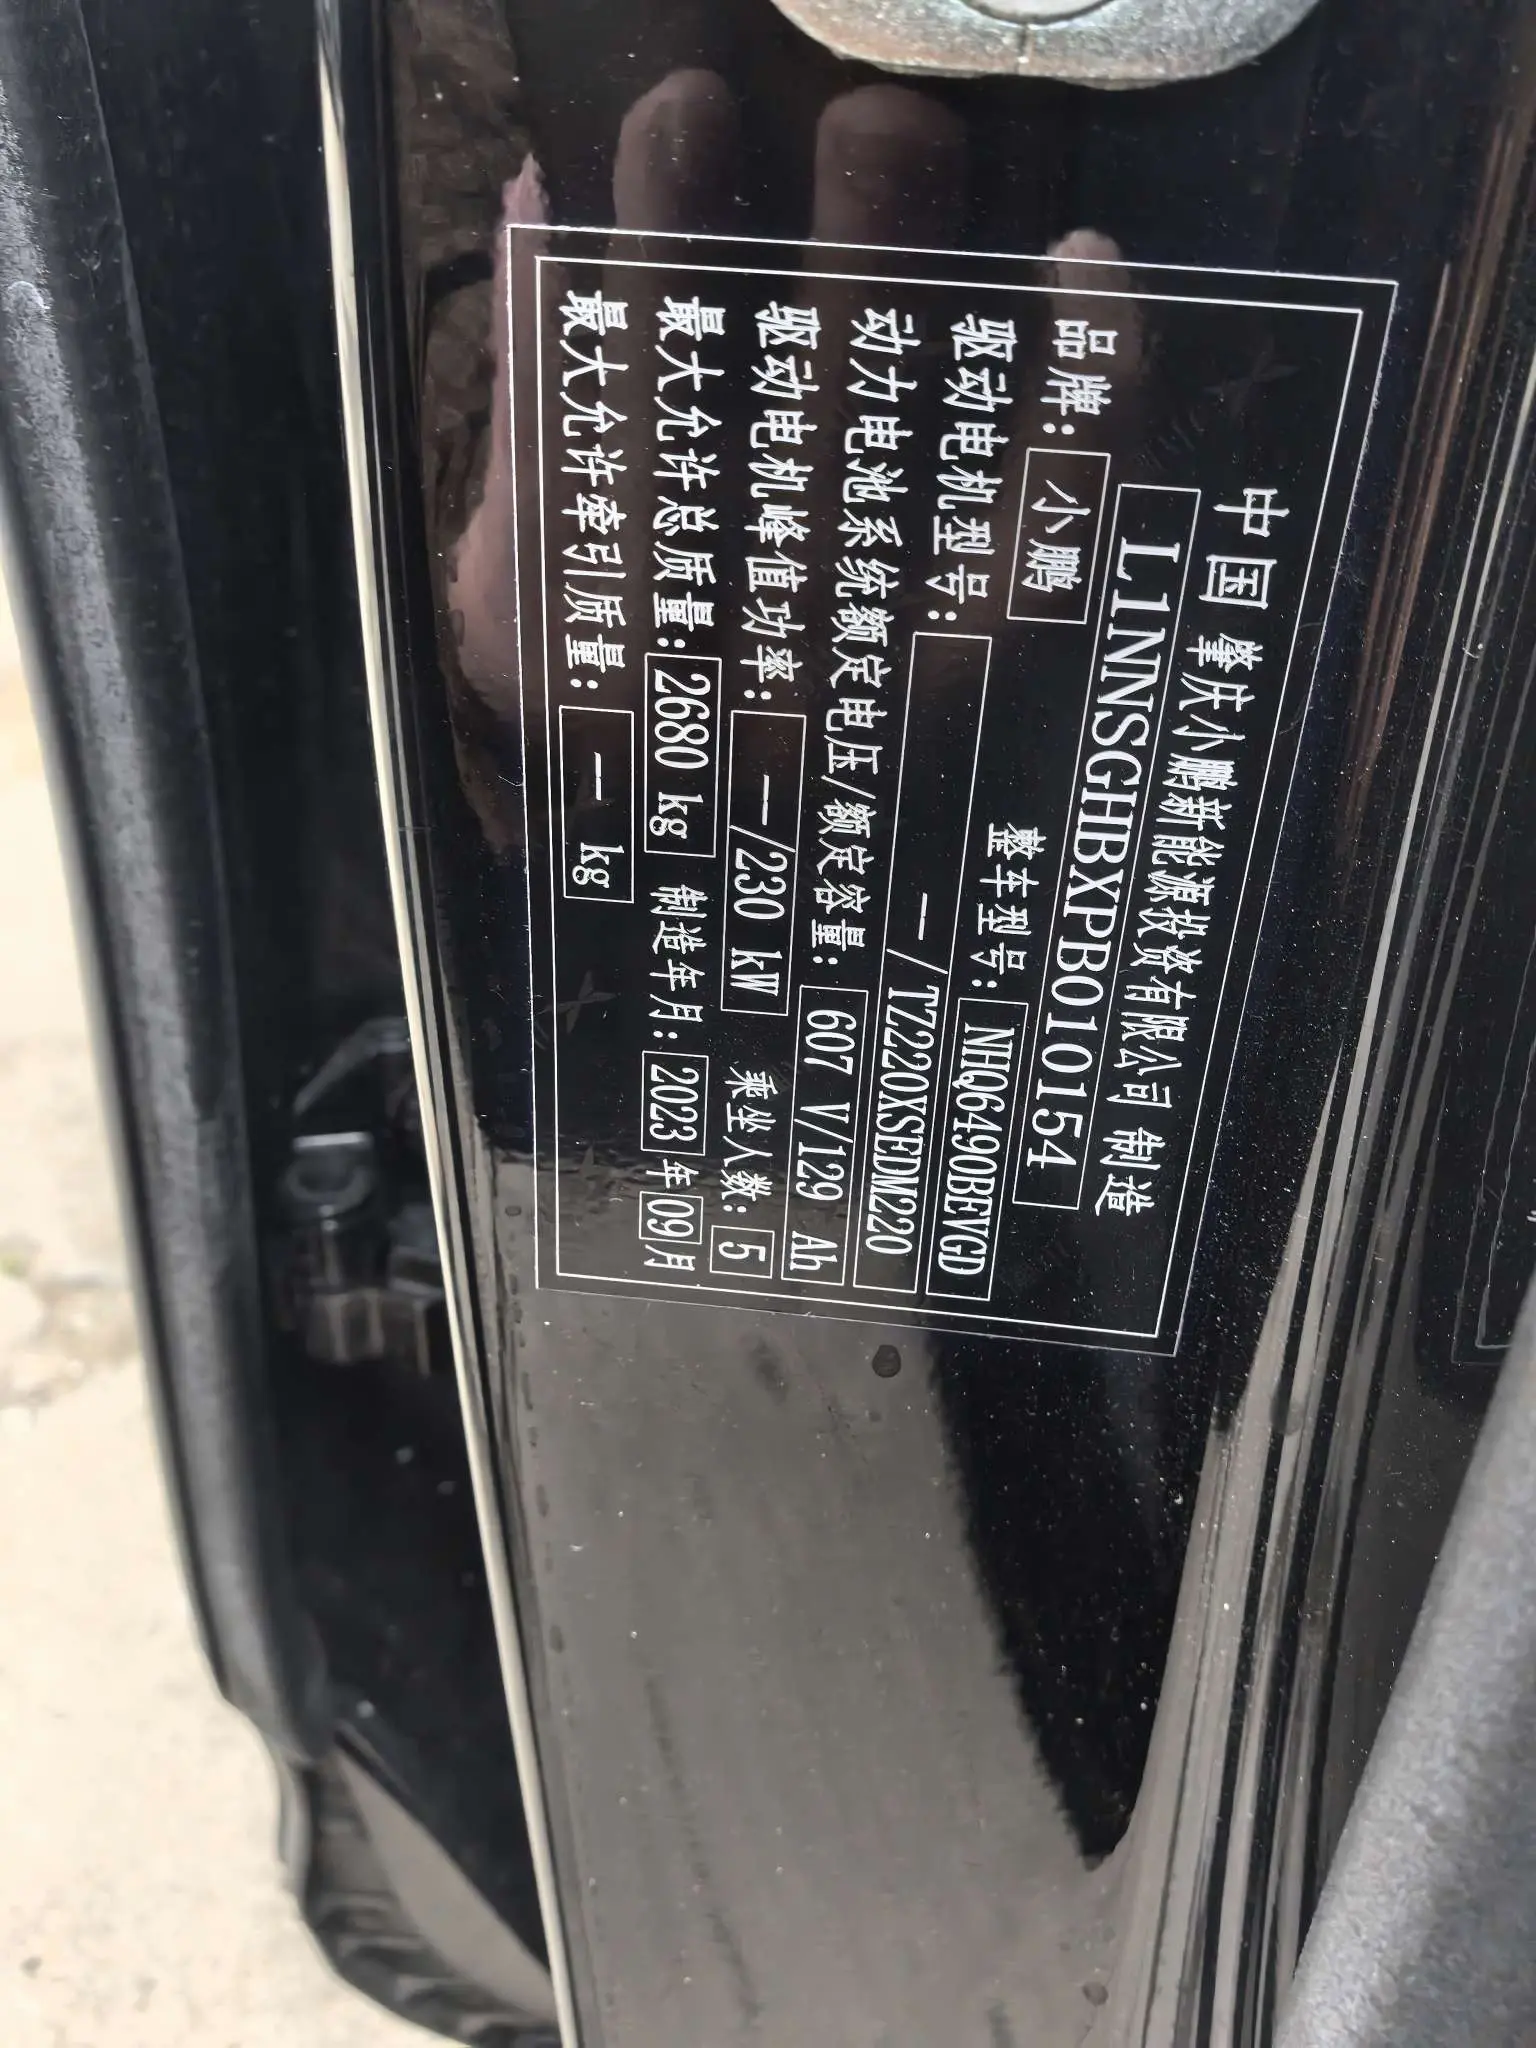 中国 肇庆小鹏新能源投资有限公司 制造
L1NNSGHBXPB010154
品牌: 小鹏 整车型号: NHQ6490BEVGD
驱动电机型号: —/TZ220XSEDM220
动力电池系统额定电压/额定容量: 607 V/129 Ah
驱动电机峰值功率: —/230 kW 乘坐人数: 5
最大允许总质量: 2680 kg 制造年月: 2023 年 09 月
最大允许牵引质量: — kg